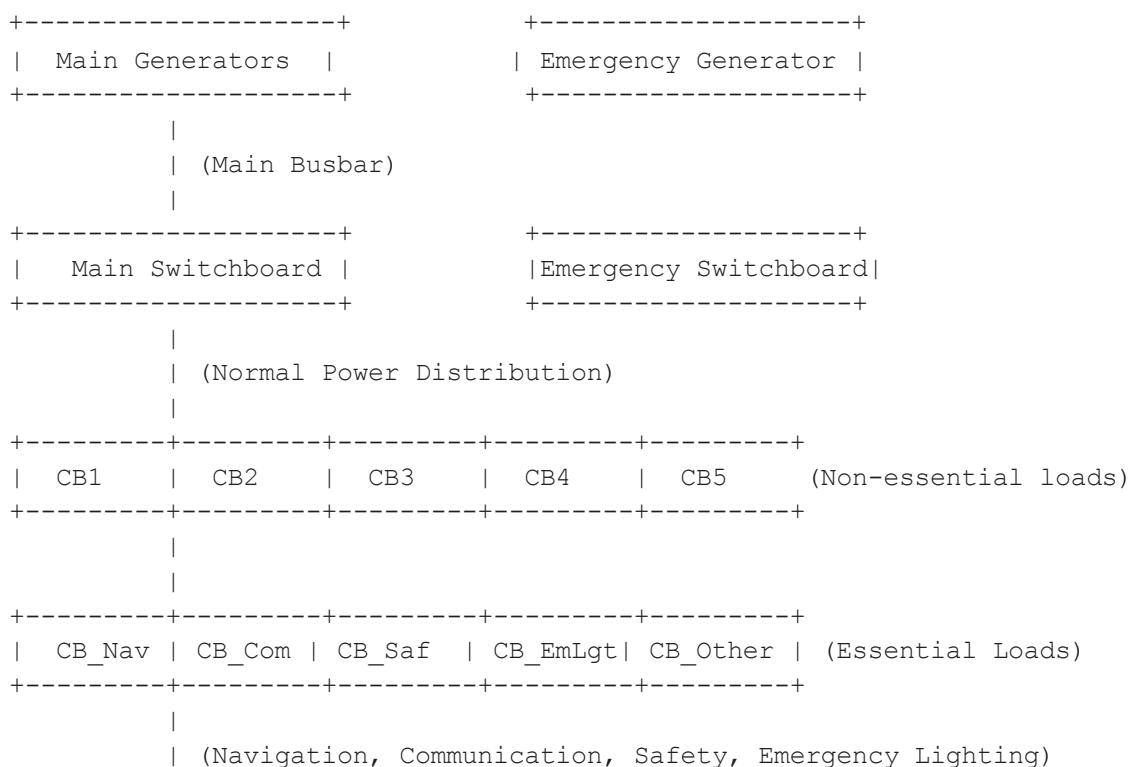 +--------------------+ +--------------------+
| Main Generators | | Emergency Generator |
+--------------------+ +--------------------+
|
| (Main Busbar)
|
+--------------------+ +--------------------+
| Main Switchboard | |Emergency Switchboard|
+--------------------+ +--------------------+
|
| (Normal Power Distribution)
|
+---------+---------+---------+---------+---------+
| CB1 | CB2 | CB3 | CB4 | CB5 (Non-essential loads)
+---------+---------+---------+---------+---------+
|
|
+---------+---------+---------+---------+---------+
| CB_Nav | CB_Com | CB_Saf | CB_EmLgt| CB_Other | (Essential Loads)
+---------+---------+---------+---------+---------+
|
| (Navigation, Communication, Safety, Emergency Lighting)